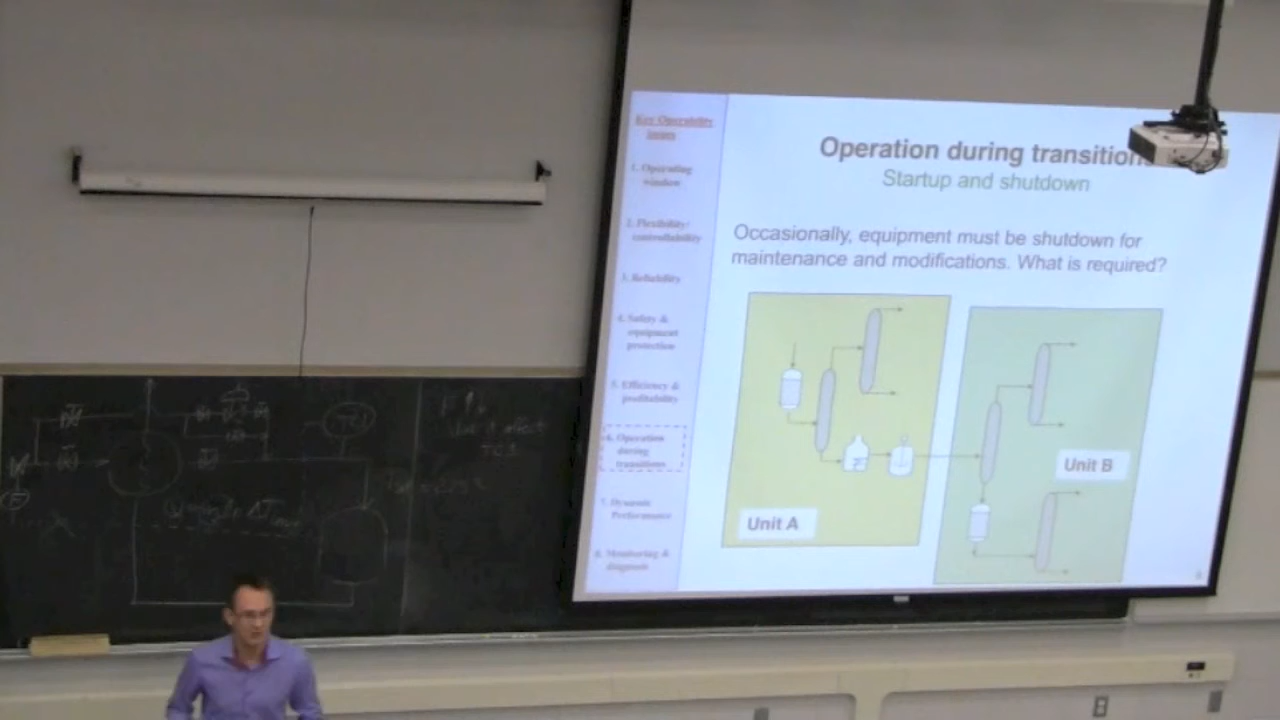 Key Operability
issues
1. Operating
window
2. Flexibility/
controllability
3. Reliability
4. Safety &
equipment
protection
5. Efficiency &
profitability
6. Operation
during
transitions
7. Dynamic
Performance
8. Monitoring &
diagnosis
Operation during transitions
Startup and shutdown
Occasionally, equipment must be shutdown for
maintenance and modifications. What is required?
Unit A
Unit B